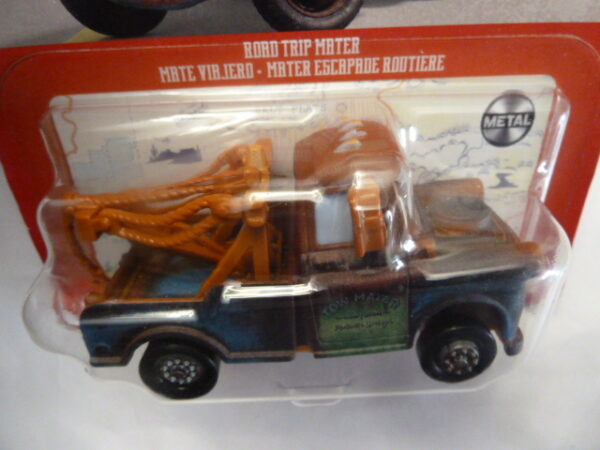 ROAD TRIP MATER
MATE VIAJERO • MATER ESCAPADE ROUTIÈRE
METAL
TOW MATER